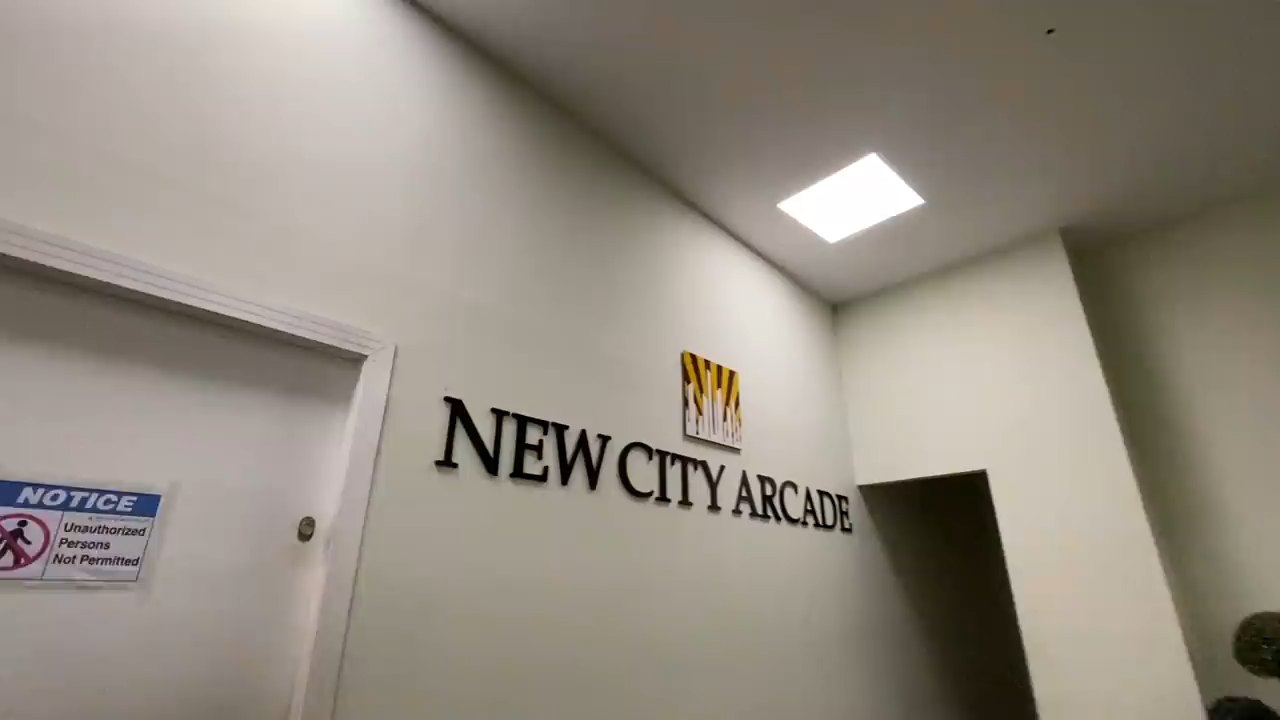 NEW CITY ARCADE
NOTICE
Unauthorized
Persons
Not Permitted